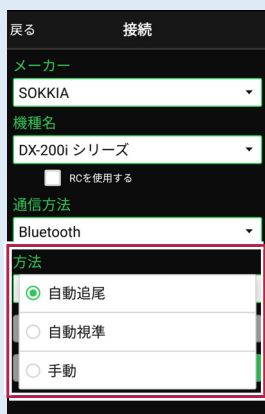 戻る 接続
メーカー
SOKKIA
機種名
DX-200i シリーズ
RCを使用する
通信方法
Bluetooth
方法
自動追尾
自動視準
手動